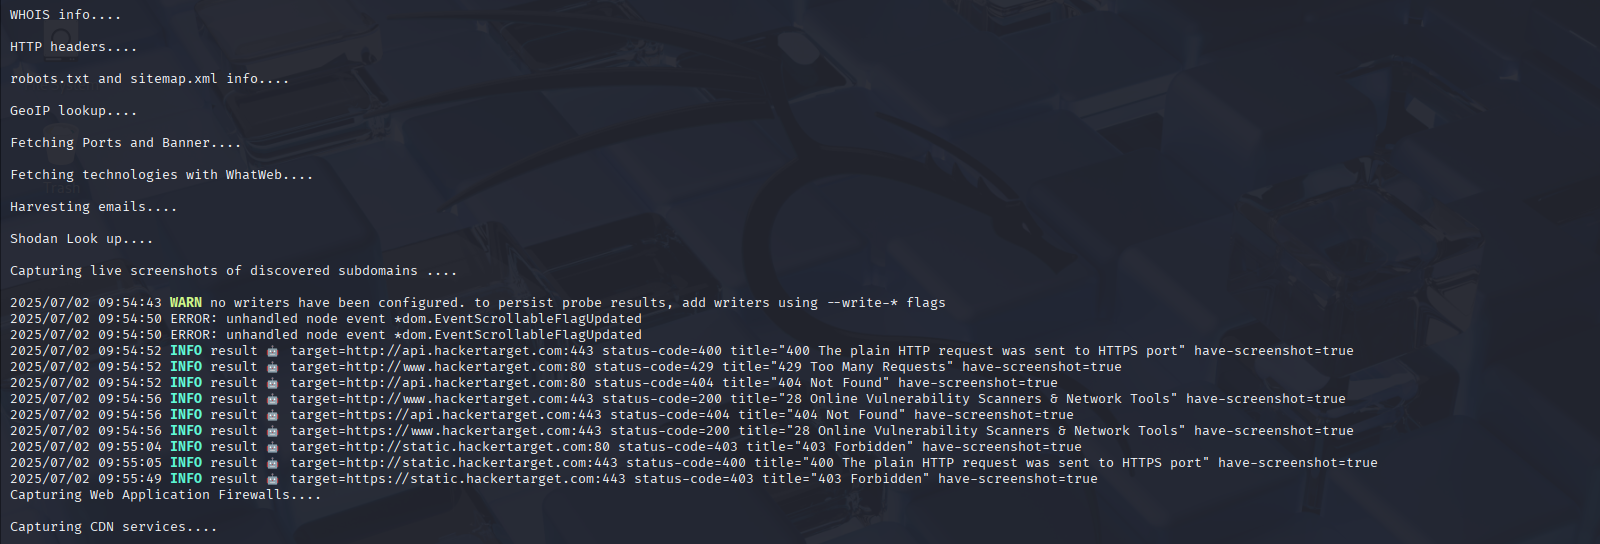 WHOIS info....
HTTP headers....
robots.txt and sitemap.xml info....
GeoIP lookup....
Fetching Ports and Banner....
Fetching technologies with WhatWeb....
Harvesting emails....
Shodan Look up....
Capturing live screenshots of discovered subdomains ....
2025/07/02 09:54:43 WARN no writers have been configured. to persist probe results, add writers using --write-* flags
2025/07/02 09:54:50 ERROR: unhandled node event *dom.EventScrollableFlagUpdated
2025/07/02 09:54:50 ERROR: unhandled node event *dom.EventScrollableFlagUpdated
2025/07/02 09:54:52 INFO result 🤖 target=http://api.hackertarget.com:443 status-code=400 title="400 The plain HTTP request was sent to HTTPS port" have-screenshot=true
2025/07/02 09:54:52 INFO result 🤖 target=http://www.hackertarget.com:80 status-code=429 title="429 Too Many Requests" have-screenshot=true
2025/07/02 09:54:52 INFO result 🤖 target=http://api.hackertarget.com:80 status-code=404 title="404 Not Found" have-screenshot=true
2025/07/02 09:54:56 INFO result 🤖 target=http://www.hackertarget.com:443 status-code=200 title="28 Online Vulnerability Scanners & Network Tools" have-screenshot=true
2025/07/02 09:54:56 INFO result 🤖 target=https://api.hackertarget.com:443 status-code=404 title="404 Not Found" have-screenshot=true
2025/07/02 09:54:56 INFO result 🤖 target=https://www.hackertarget.com:443 status-code=200 title="28 Online Vulnerability Scanners & Network Tools" have-screenshot=true
2025/07/02 09:55:04 INFO result 🤖 target=http://static.hackertarget.com:80 status-code=403 title="403 Forbidden" have-screenshot=true
2025/07/02 09:55:05 INFO result 🤖 target=http://static.hackertarget.com:443 status-code=400 title="400 The plain HTTP request was sent to HTTPS port" have-screenshot=true
2025/07/02 09:55:49 INFO result 🤖 target=https://static.hackertarget.com:443 status-code=403 title="403 Forbidden" have-screenshot=true
Capturing Web Application Firewalls....
Capturing CDN services....